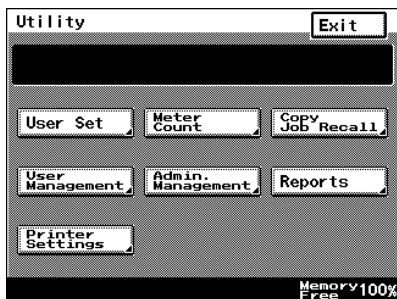 Utility
Exit
User Set
Meter
Count
Copy
Job Recall
User
Management
Admin.
Management
Reports
Printer
Settings
Memory
Free 100%